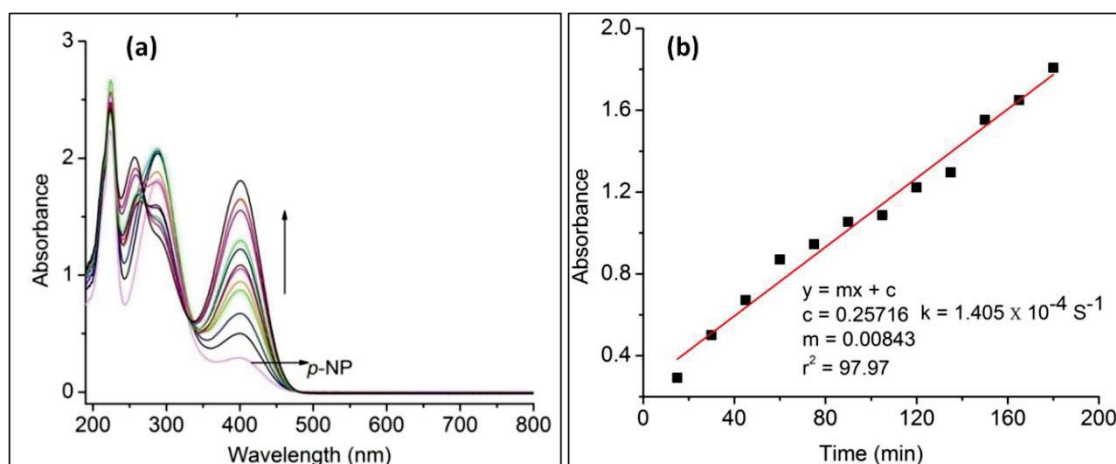 (a)
3
2
1
0
Absorbance
200 300 400 500 600 700 800
Wavelength (nm)
p-NP
(b)
2.0
1.6
1.2
0.8
0.4
Absorbance
0 40 80 120 160 200
Time (min)
y = mx + c
c = 0.25716 k = 1.405 x 10⁻⁴ S⁻¹
m = 0.00843
r² = 97.97